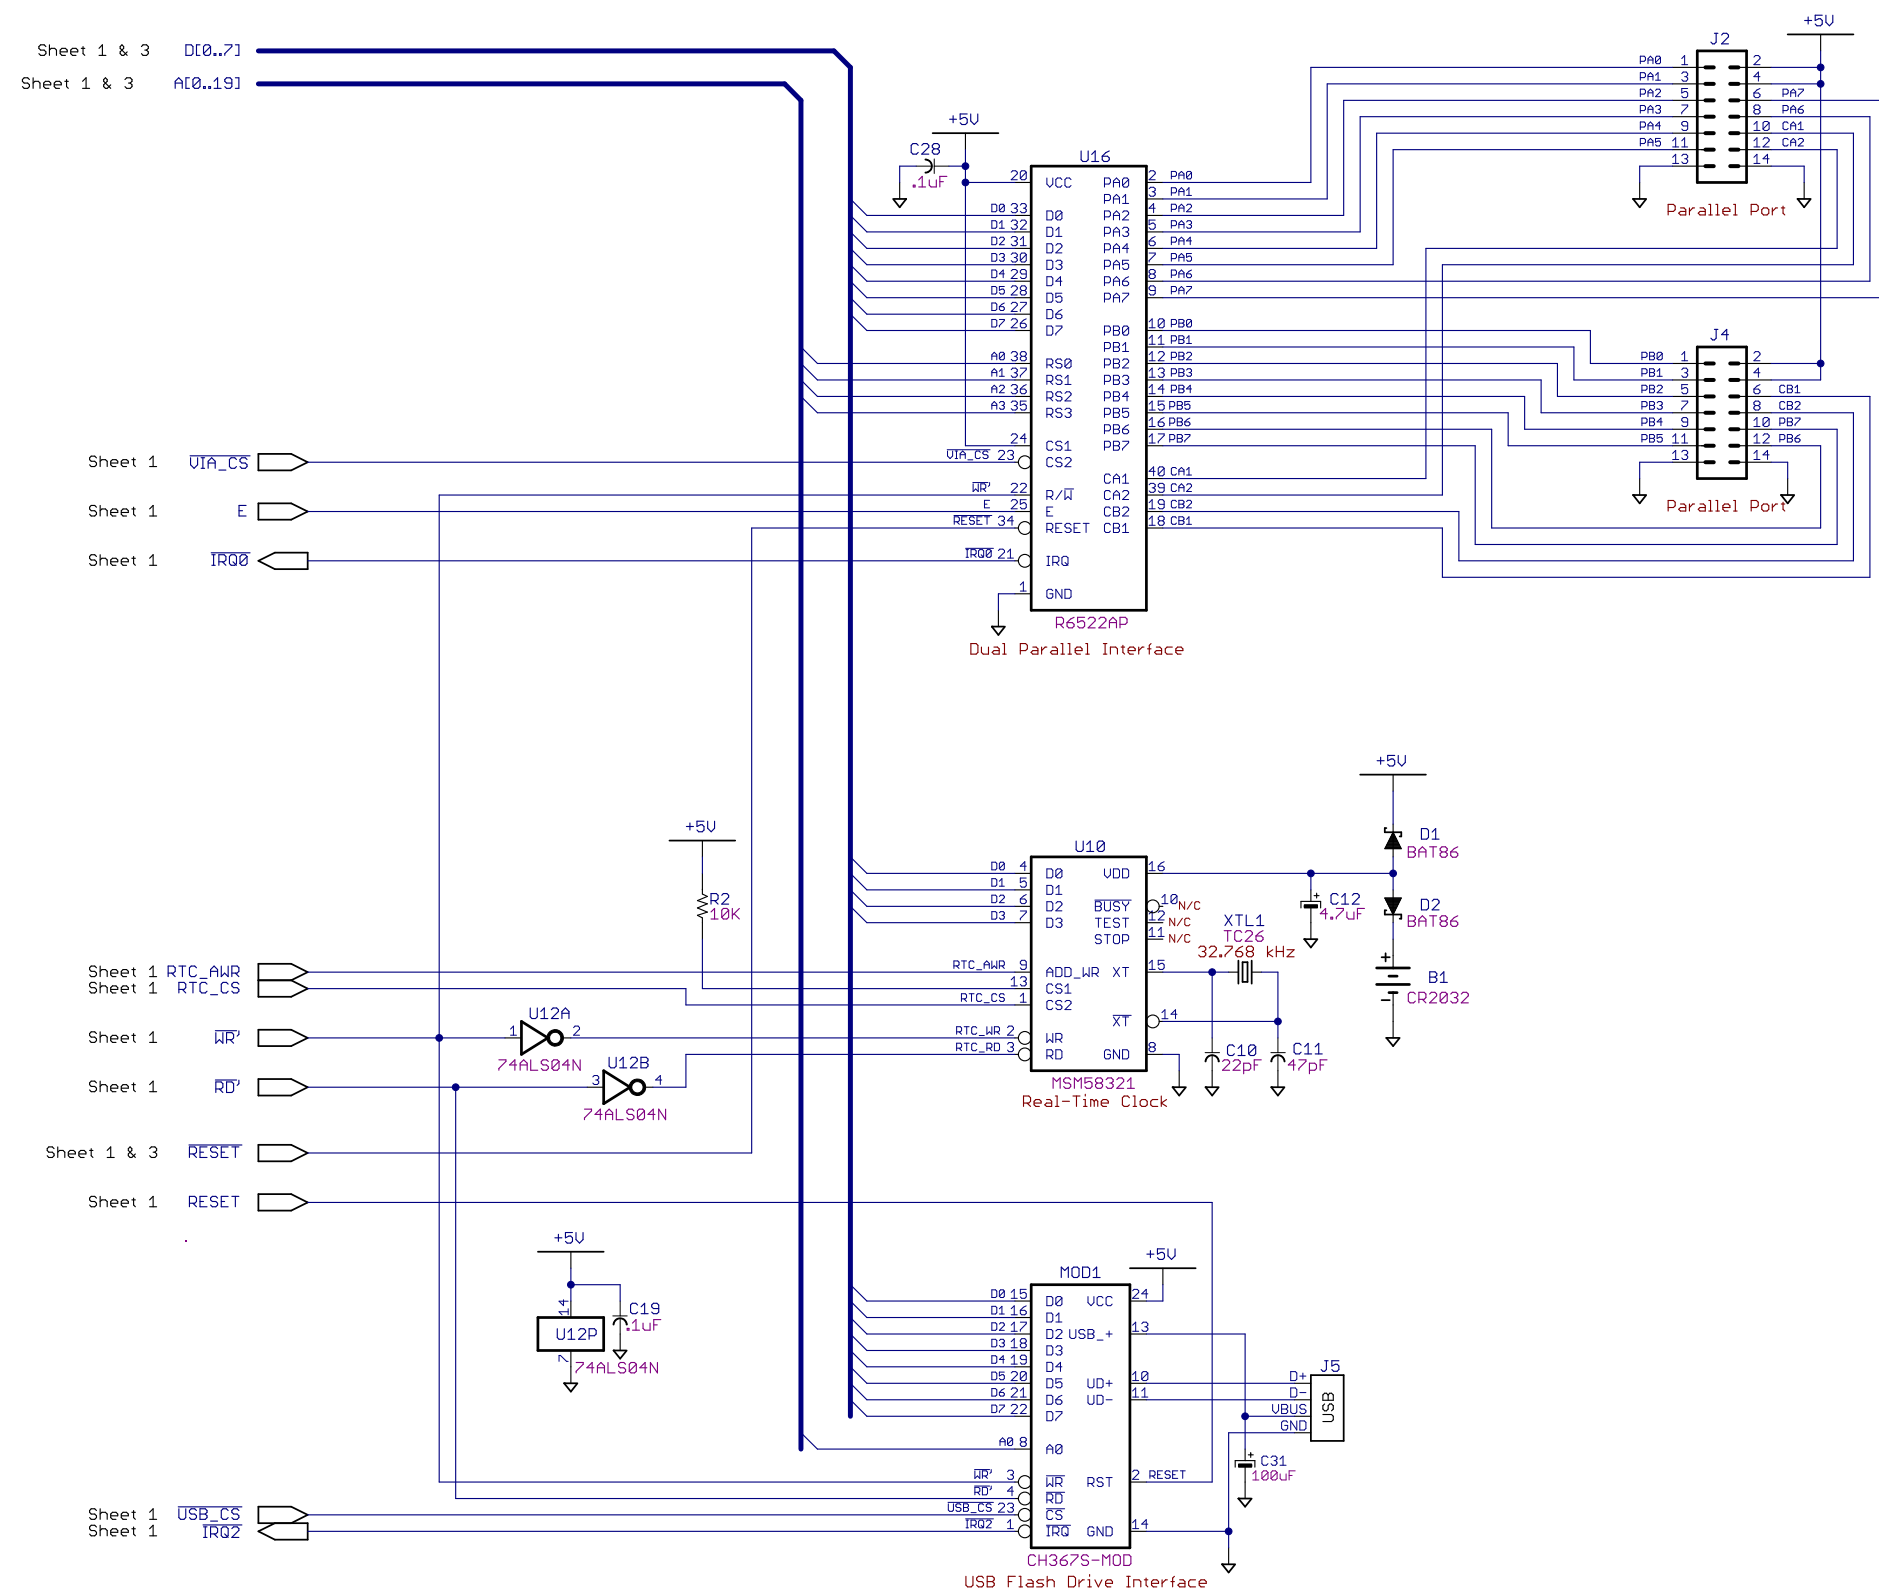 Sheet 1 & 3 D[0..7]
Sheet 1 & 3 A[0..19]
+5V
J2
PA0 1 2
PA1 3 4
PA2 5 6 PA7
PA3 7 8 PA6
PA4 9 10 CA1
PA5 11 12 CA2
13 14
Parallel Port
+5V
C28
.1uF
U16
20 VCC PA0 2 PA0
PA1 3 PA1
D0 33 D0 PA2 4 PA2
D1 32 D1 PA3 5 PA3
D2 31 D2 PA4 6 PA4
D3 30 D3 PA5 7 PA5
D4 29 D4 PA6 8 PA6
D5 28 D5 PA7 9 PA7
D6 27 D6
D7 26 D7 PB0 10 PB0
PB1 11 PB1
A0 38 RS0 PB2 12 PB2
A1 37 RS1 PB3 13 PB3
A2 36 RS2 PB4 14 PB4
A3 35 RS3 PB5 15 PB5
PB6 16 PB6
24 CS1 PB7 17 PB7
Sheet 1 VIA_CS VIA_CS 23 CS2
CA1 40 CA1
WR' 22 R/W CA2 39 CA2
Sheet 1 E E 25 E CB2 19 CB2
RESET 34 RESET CB1 18 CB1
Sheet 1 IRQ0 IRQ0 21 IRQ
1 GND
R6522AP
Dual Parallel Interface
J4
PB0 1 2
PB1 3 4
PB2 5 6 CB1
PB3 7 8 CB2
PB4 9 10 PB7
PB5 11 12 PB6
13 14
Parallel Port
+5V
D1
BAT86
D2
BAT86
+
B1
CR2032
-
+5V
R2
10K
U10
D0 4 D0 VDD 16
D1 5 D1
D2 6 D2 BUSY 10 N/C
D3 7 D3 TEST 12 N/C
STOP 11 N/C
+ C12
4.7uF
XTL1
TC26
32.768 kHz
Sheet 1 RTC_AWR RTC_AWR 9 ADD_WR XT 15
Sheet 1 RTC_CS 13 CS1
RTC_CS 1 CS2
XT 14
U12A
Sheet 1 WR' 1 2 RTC_WR 2 WR
74ALS04N
RTC_RD 3 RD GND 8
C10
22pF
C11
47pF
U12B
Sheet 1 RD' 3 4
74ALS04N
MSM58321
Real-Time Clock
Sheet 1 & 3 RESET
Sheet 1 RESET
+5V
14
U12P
7
74ALS04N
C19
.1uF
+5V
MOD1
D0 15 D0 VCC 24
D1 16 D1
D2 17 D2 USB_+ 13
D3 18 D3
D4 19 D4
D5 20 D5 UD+ 10
D6 21 D6 UD- 11
D7 22 D7
A0 8 A0
WR' 3 WR RST 2 RESET
RD' 4 RD
Sheet 1 USB_CS USB_CS 23 CS
Sheet 1 IRQ2 IRQ2 1 IRQ GND 14
CH367S-MOD
USB Flash Drive Interface
J5
D+
D-
VBUS
GND
USB
+ C31
100uF